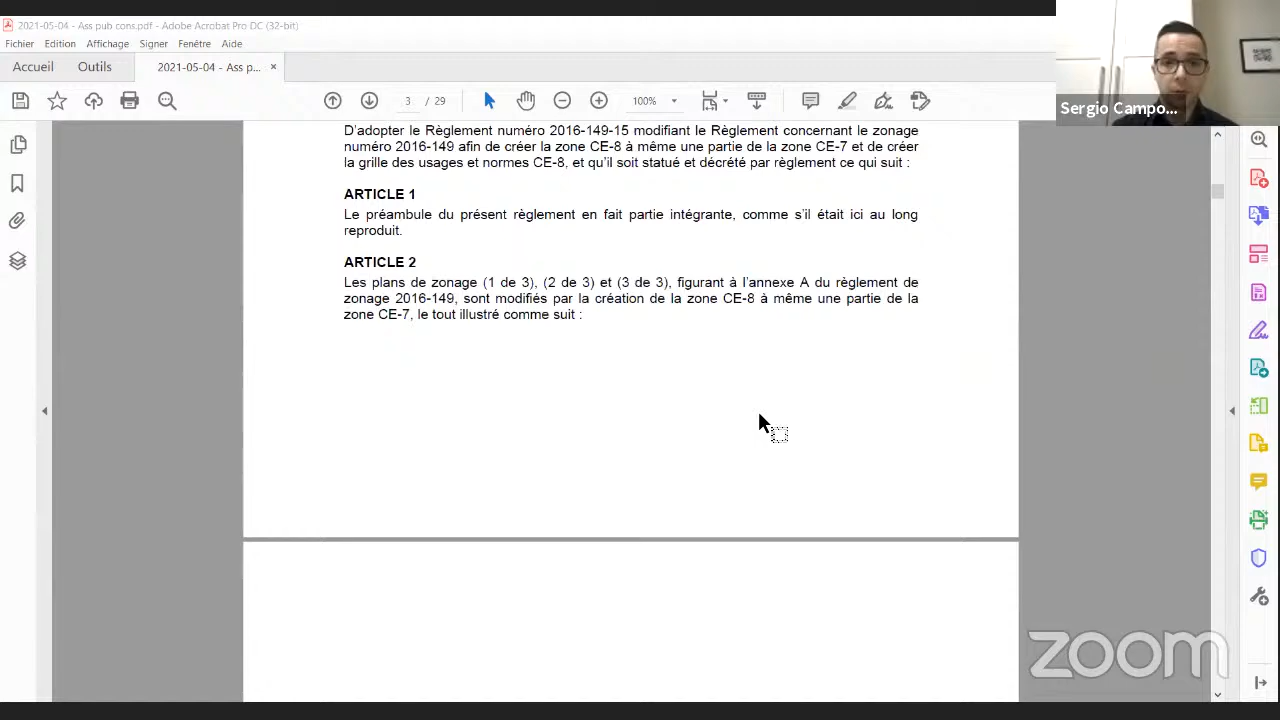 2021-05-04 - Ass pub cons.pdf - Adobe Acrobat Pro DC (32-bit)
Fichier Edition Affichage Signer Fenêtre Aide
Accueil Outils 2021-05-04 - Ass p... ×
3 / 29 100%
Sergio Campo...
D'adopter le Règlement numéro 2016-149-15 modifiant le Règlement concernant le zonage
numéro 2016-149 afin de créer la zone CE-8 à même une partie de la zone CE-7 et de créer
la grille des usages et normes CE-8, et qu'il soit statué et décrété par règlement ce qui suit :
ARTICLE 1
Le préambule du présent règlement en fait partie intégrante, comme s'il était ici au long
reproduit.
ARTICLE 2
Les plans de zonage (1 de 3), (2 de 3) et (3 de 3), figurant à l'annexe A du règlement de
zonage 2016-149, sont modifiés par la création de la zone CE-8 à même une partie de la
zone CE-7, le tout illustré comme suit :
zoom